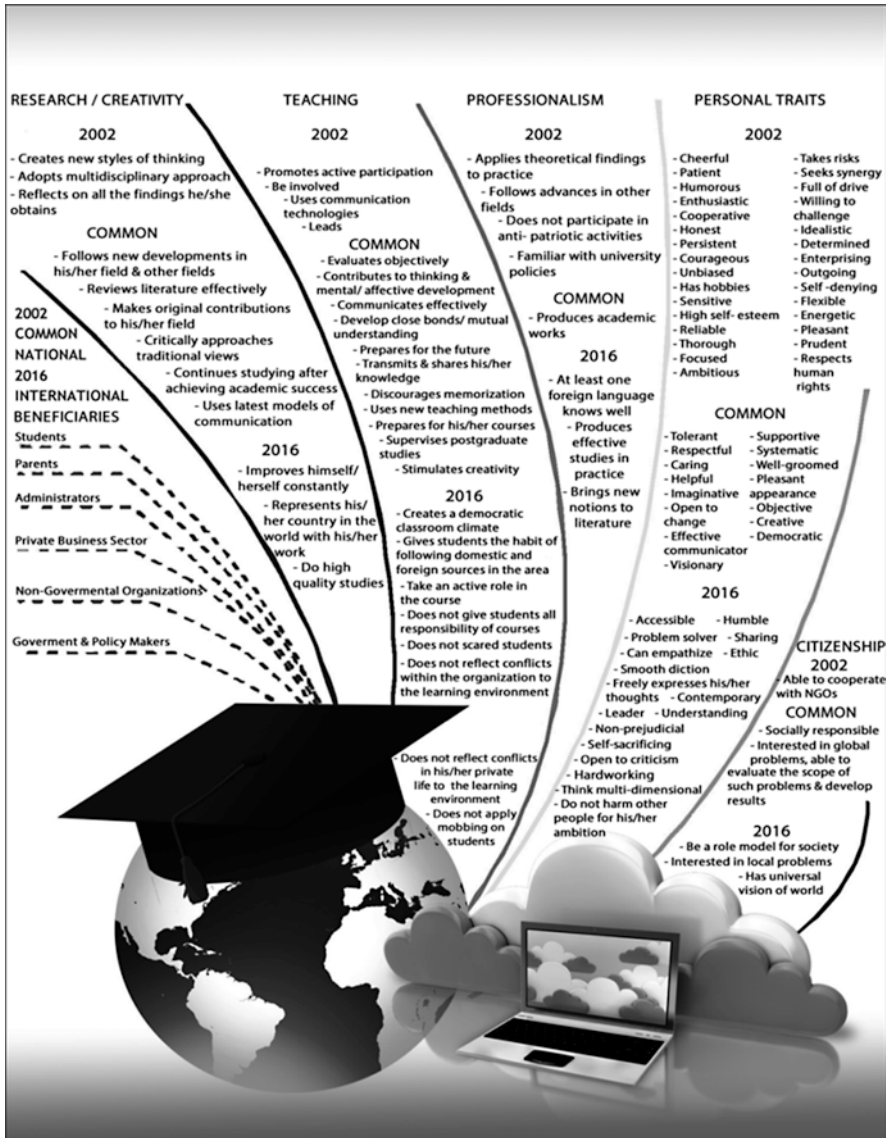 RESEARCH / CREATIVITY
2002
- Creates new styles of thinking
- Adopts multidisciplinary approach
- Reflects on all the findings he/she
obtains
COMMON
- Follows new developments in
his/her field & other fields
- Reviews literature effectively
- Makes original contributions
to his/her field
- Critically approaches
traditional views
- Continues studying after
achieving academic success
- Uses latest models of
communication
2016
- Improves himself/
herself constantly
- Represents his/
her country in the
world with his/her
work
- Do high
quality studies
2002
COMMON
NATIONAL
2016
INTERNATIONAL
BENEFICIARIES
Students
Parents
Administrators
Private Business Sector
Non-Govermental Organizations
Goverment & Policy Makers
TEACHING
2002
- Promotes active participation
- Be involved
- Uses communication
technologies
- Leads
COMMON
- Evaluates objectively
- Contributes to thinking &
mental/ affective development
- Communicates effectively
- Develop close bonds/ mutual
understanding
- Prepares for the future
- Transmits & shares his/her
knowledge
- Discourages memorization
- Uses new teaching methods
- Prepares for his/her courses
- Supervises postgraduate
studies
- Stimulates creativity
2016
- Creates a democratic
classroom climate
- Gives students the habit of
following domestic and
foreign sources in the area
- Take an active role in
the course
- Does not give students all
responsibility of courses
- Does not scared students
- Does not reflect conflicts
within the organization to
the learning environment
- Does not reflect conflicts
in his/her private
life to the learning
environment
- Does not apply
mobbing on
students
PROFESSIONALISM
2002
- Applies theoretical findings
to practice
- Follows advances in other
fields
- Does not participate in
anti- patriotic activities
- Familiar with university
policies
COMMON
- Produces academic
works
2016
- At least one
foreign language
knows well
- Produces
effective
studies in
practice
- Brings new
notions to
literature
PERSONAL TRAITS
2002
- Cheerful
- Patient
- Humorous
- Enthusiastic
- Cooperative
- Honest
- Persistent
- Courageous
- Unbiased
- Has hobbies
- Sensitive
- High self- esteem
- Reliable
- Thorough
- Focused
- Ambitious
- Takes risks
- Seeks synergy
- Full of drive
- Willing to
challenge
- Idealistic
- Determined
- Enterprising
- Outgoing
- Self -denying
- Flexible
- Energetic
- Pleasant
- Prudent
- Respects
human
rights
COMMON
- Tolerant
- Respectful
- Caring
- Helpful
- Imaginative
- Open to
change
- Effective
communicator
- Visionary
- Supportive
- Systematic
- Well-groomed
- Pleasant
appearance
- Objective
- Creative
- Democratic
2016
- Accessible - Humble
- Problem solver - Sharing
- Can empathize - Ethic
- Smooth diction
- Freely expresses his/her
thoughts - Contemporary
- Leader - Understanding
- Non-prejudicial
- Self-sacrificing
- Open to criticism
- Hardworking
- Think multi-dimensional
- Do not harm other
people for his/her
ambition
CITIZENSHIP
2002
- Able to cooperate
with NGOs
COMMON
- Socially responsible
- Interested in global
problems, able to
evaluate the scope of
such problems & develop
results
2016
- Be a role model for society
- Interested in local problems
- Has universal
vision of world